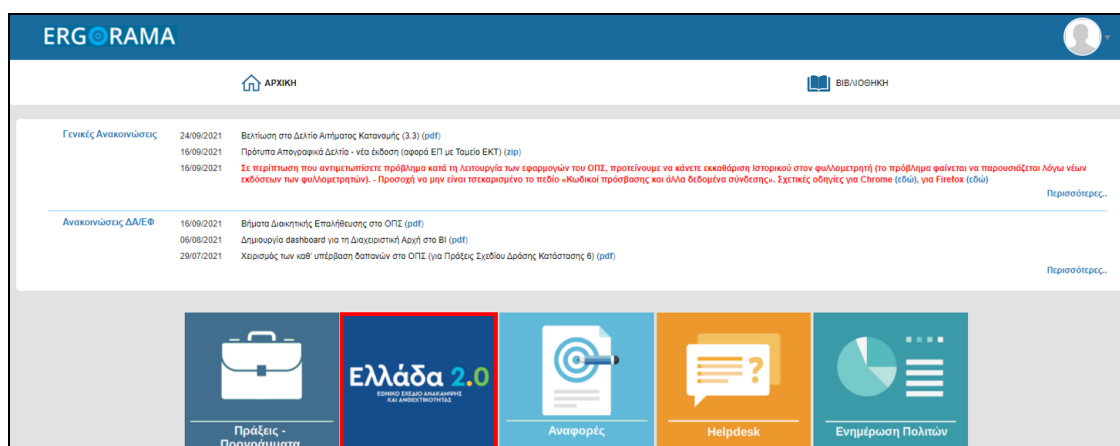 ERGORAMA
ΑΡΧΙΚΗ ΒΙΒΛΙΟΘΗΚΗ
Γενικές Ανακοινώσεις 24/09/2021 Βελτίωση στο Δελτίο Αιτήματος Κατανομής (3.3) (pdf)
16/09/2021 Πρότυπα Απογραφικά Δελτία - νέα έκδοση (αφορά ΕΠ με Ταμείο ΕΚΤ) (zip)
16/09/2021 Σε περίπτωση που αντιμετωπίσετε πρόβλημα κατά τη λειτουργία των εφαρμογών του ΟΠΣ, προτείνουμε να κάνετε εκκαθάριση Ιστορικού στον φυλλομετρητή (το πρόβλημα φαίνεται να παρουσιάζεται λόγω νέων
εκδόσεων των φυλλομετρητών). - Προσοχή να μην είναι τσεκαρισμένο το πεδίο «Κωδικοί πρόσβασης και άλλα δεδομένα σύνδεσης». Σχετικές οδηγίες για Chrome (εδώ), για Firefox (εδώ)
Περισσότερες..
Ανακοινώσεις ΔΑ/ΕΦ 16/09/2021 Βήματα Διοικητικής Επαλήθευσης στο ΟΠΣ (pdf)
06/08/2021 Δημιουργία dashboard για τη Διαχειριστική Αρχή στο BI (pdf)
29/07/2021 Χειρισμός των καθ' υπέρβαση δαπανών στο ΟΠΣ (για Πράξεις Σχεδίου Δράσης Κατάστασης 6) (pdf)
Περισσότερες..
Ελλάδα 2.0
ΕΘΝΙΚΟ ΣΧΕΔΙΟ ΑΝΑΚΑΜΨΗΣ
ΚΑΙ ΑΝΘΕΚΤΙΚΟΤΗΤΑΣ
?
Πράξεις -
Προγράμματα
Αναφορές
Helpdesk
Ενημέρωση Πολιτών